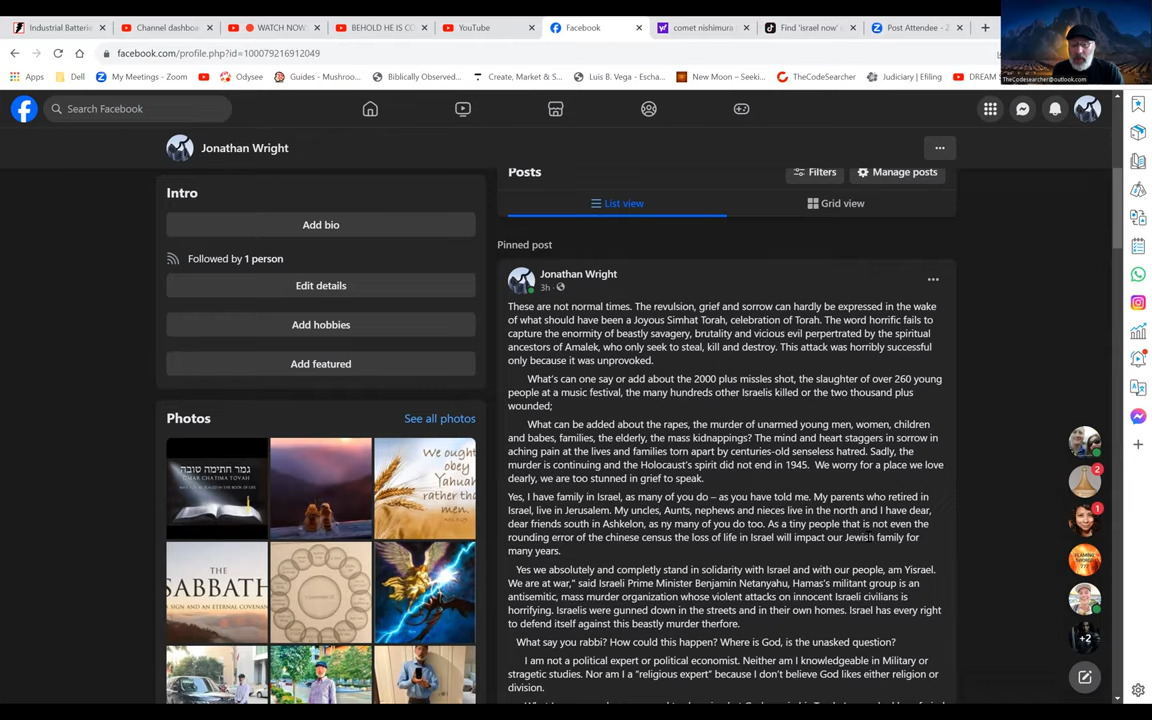 Industrial Batterie
Channel dashboa
WATCH NOW
BEHOLD HE IS CO
YouTube
Facebook
comet nishimura
Find 'israel now'
Post Attendee - Z
facebook.com/profile.php?id=100079216912049
Apps
Dell
My Meetings - Zoom
Odysee
Guides - Mushroo...
Biblically Observed...
Create, Market & S...
Luis B. Vega - Escha...
New Moon – Seeki...
TheCodeSearcher
Judiciary | Efiling
DREAM S
TheCodesearcher@outlook.com
Search Facebook
Jonathan Wright
Intro
Add bio
Followed by 1 person
Edit details
Add hobbies
Add featured
Photos
See all photos
גמר חתימה טובה
GMAR CHATIMA TOVAH
We ought
obey
Yahuah
rather tha
men.
THE
SABBATH
SIGN AND AN ETERNAL COVENAN
Posts
Filters
Manage posts
List view
Grid view
Pinned post
Jonathan Wright
3h ·
These are not normal times. The revulsion, grief and sorrow can hardly be expressed in the wake
of what should have been a Joyous Simhat Torah, celebration of Torah. The word horrific fails to
capture the enormity of beastly savagery, brutality and vicious evil perpertrated by the spiritual
ancestors of Amalek, who only seek to steal, kill and destroy. This attack was horribly successful
only because it was unprovoked.
What's can one say or add about the 2000 plus missles shot, the slaughter of over 260 young
people at a music festival, the many hundreds other Israelis killed or the two thousand plus
wounded;
What can be added about the rapes, the murder of unarmed young men, women, children
and babes, families, the elderly, the mass kidnappings? The mind and heart staggers in sorrow in
aching pain at the lives and families torn apart by centuries-old senseless hatred. Sadly, the
murder is continuing and the Holocaust's spirit did not end in 1945. We worry for a place we love
dearly, we are too stunned in grief to speak.
Yes, I have family in Israel, as many of you do – as you have told me. My parents who retired in
Israel, live in Jerusalem. My uncles, Aunts, nephews and nieces live in the north and I have dear,
dear friends south in Ashkelon, as ny many of you do too. As a tiny people that is not even the
rounding error of the chinese census the loss of life in Israel will impact our Jewish family for
many years.
Yes we absolutely and completly stand in solidarity with Israel and with our people, am Yisrael.
We are at war," said Israeli Prime Minister Benjamin Netanyahu, Hamas's militant group is an
antisemitic, mass murder organization whose violent attacks on innocent Israeli civilians is
horrifying. Israelis were gunned down in the streets and in their own homes. Israel has every right
to defend itself against this beastly murder therfore.
What say you rabbi? How could this happen? Where is God, is the unasked question?
I am not a political expert or political economist. Neither am I knowledgeable in Military or
stragetic studies. Nor am I a "religious expert" because I don't believe God likes either religion or
division.
2
1
+2